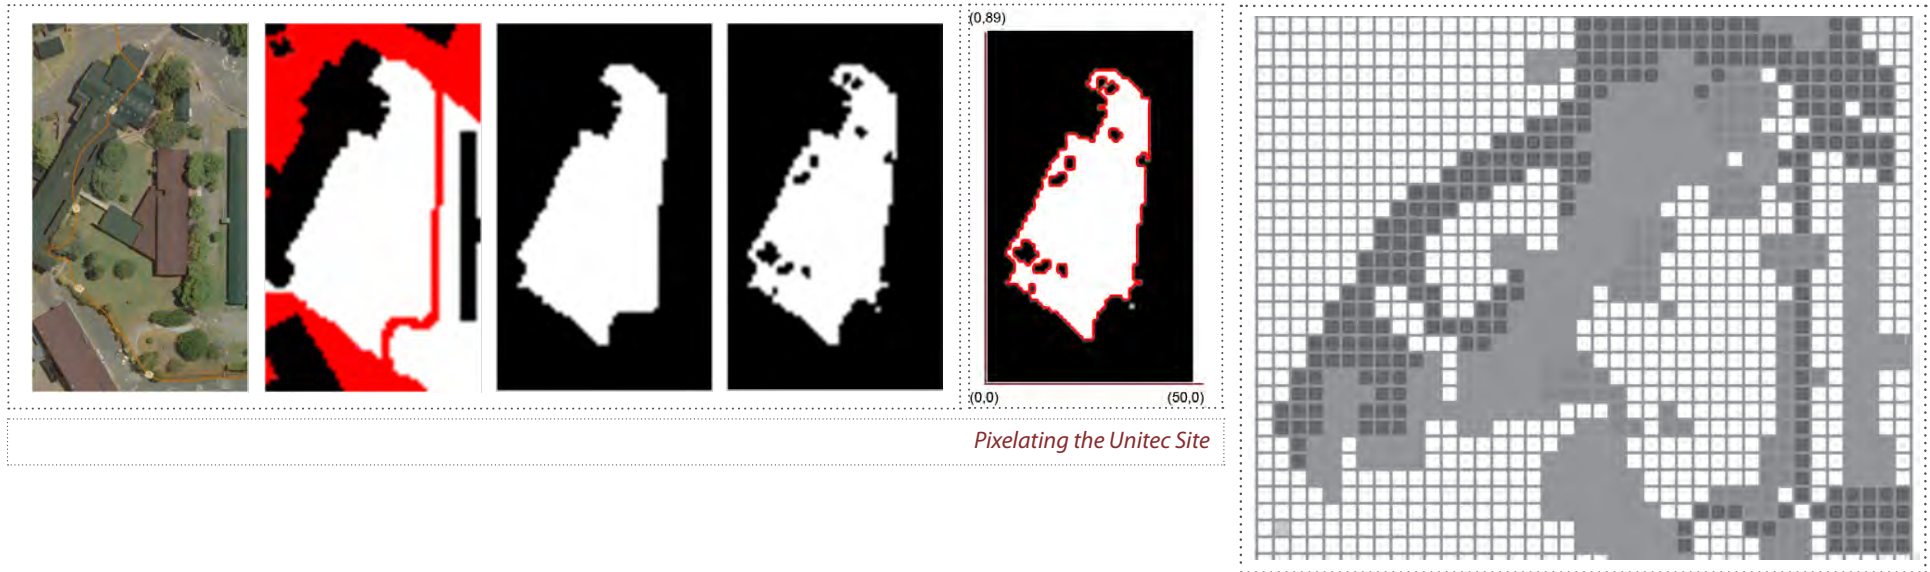 (0,89)
(0,0) (50,0)
Pixelating the Unitec Site